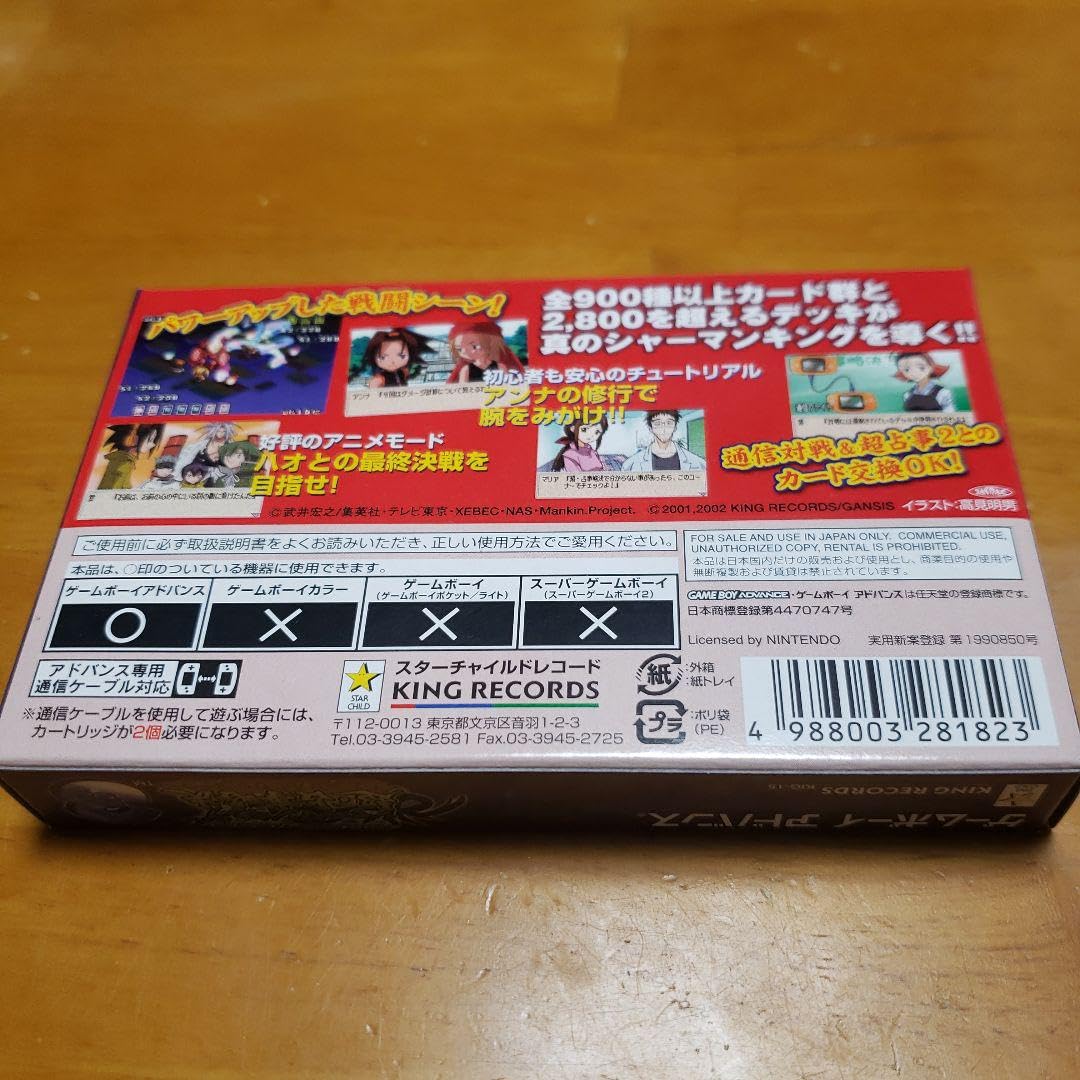 パワーアップした戦闘シーン!
全900種以上カード群と
2,800を超えるデッキが
真のシャーマンキングを導く!!
初心者も安心のチュートリアル
アンナの修行で
腕をみがけ!!
アンナ
好評のアニメモード
ハオとの最終決戦を
目指せ!
マリア
通信対戦&超占事2との
カード交換OK!
©武井宏之/集英社・テレビ東京・XEBEC・NAS・Mankin.Project. ©2001,2002 KING RECORDS/GANSIS イラスト:高見明男
ご使用前に必ず取扱説明書をよくお読みいただき、正しい使用方法でご愛用ください。
本品は、○印のついている機器に使用できます。
ゲームボーイアドバンス
ゲームボーイカラー
ゲームボーイ
(ゲームボーイポケット/ライト)
スーパーゲームボーイ
(スーパーゲームボーイ2)
○ × × ×
FOR SALE AND USE IN JAPAN ONLY. COMMERCIAL USE,
UNAUTHORIZED COPY, RENTAL IS PROHIBITED.
本品は日本国内だけの販売および使用とし、商業目的の使用や
無断複製および賃貸は禁止されています。
GAME BOY ADVANCE・ゲームボーイ アドバンスは任天堂の登録商標です。
日本商標登録第4470747号
Licensed by NINTENDO 実用新案登録 第1990850号
アドバンス専用
通信ケーブル対応
※通信ケーブルを使用して遊ぶ場合には、
カートリッジが2個必要になります。
STAR
CHILD
スターチャイルドレコード
KING RECORDS
〒112-0013 東京都文京区音羽1-2-3
Tel.03-3945-2581 Fax.03-3945-2725
紙
:外箱
:紙トレイ
プラ
:ポリ袋
(PE)
4 988003 281823
KING RECORDS KIG-15
ゲームボーイ アドバンス